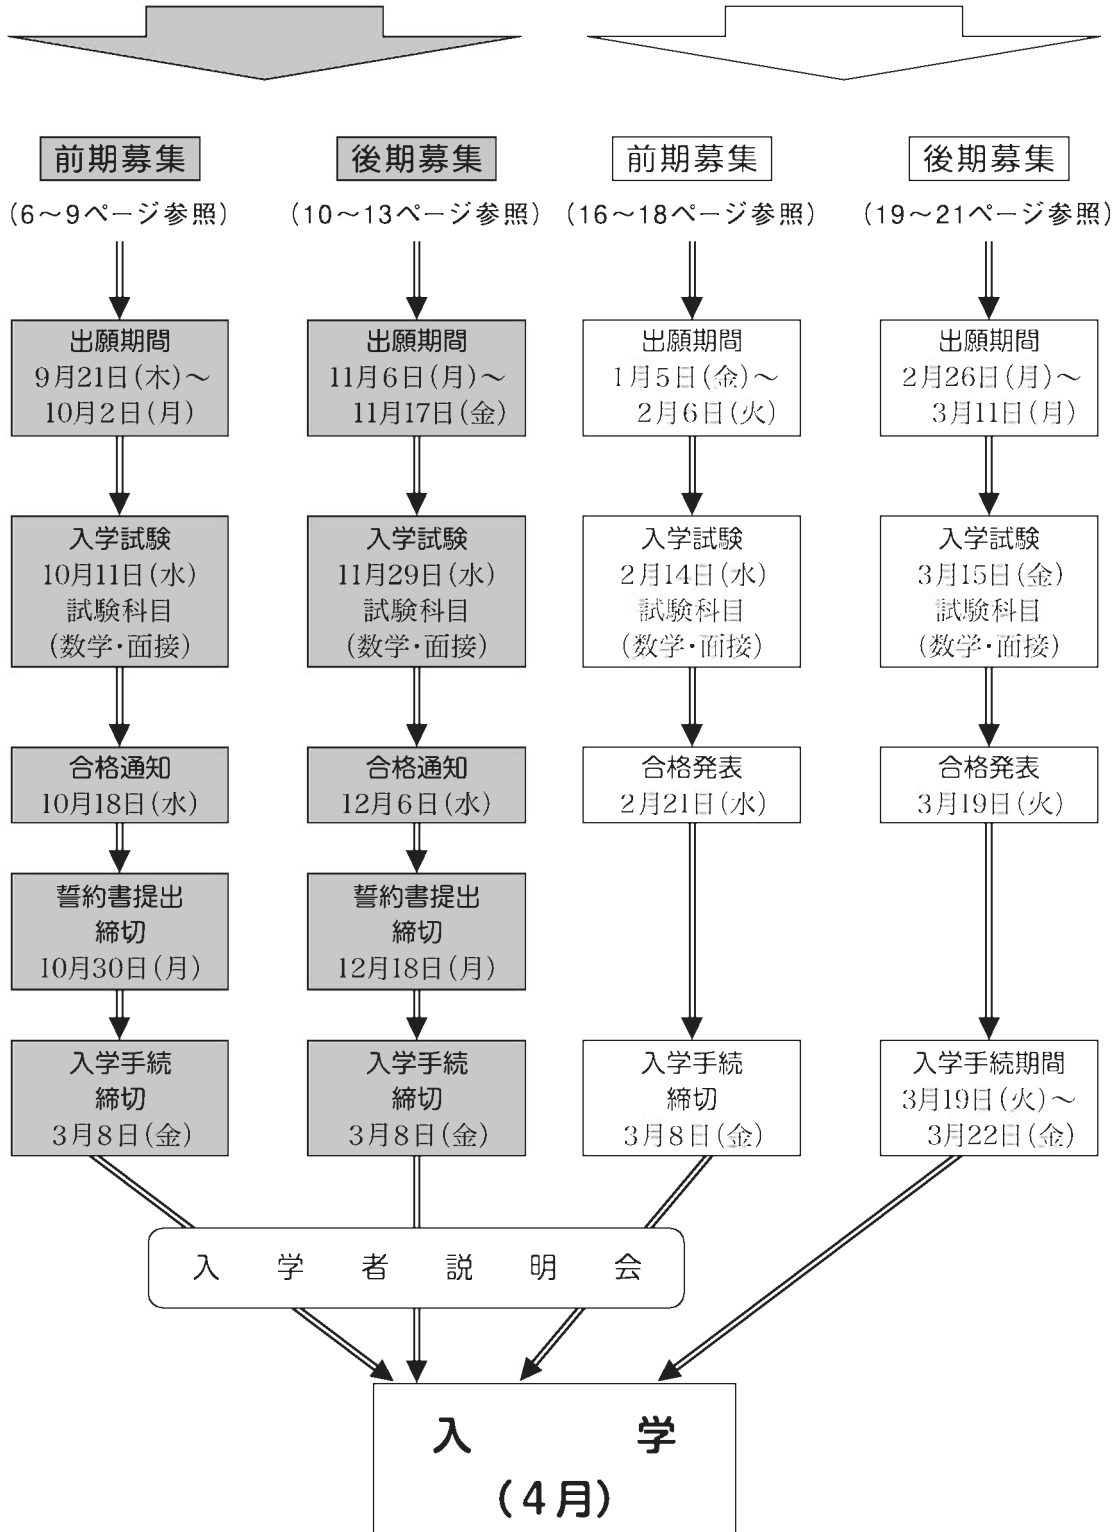 前期募集
(6～9ページ参照)
出願期間
9月21日(木)～
10月2日(月)
入学試験
10月11日(水)
試験科目
(数学・面接)
合格通知
10月18日(水)
誓約書提出
締切
10月30日(月)
入学手続
締切
3月8日(金)
後期募集
(10～13ページ参照)
出願期間
11月6日(月)～
11月17日(金)
入学試験
11月29日(水)
試験科目
(数学・面接)
合格通知
12月6日(水)
誓約書提出
締切
12月18日(月)
入学手続
締切
3月8日(金)
前期募集
(16～18ページ参照)
出願期間
1月5日(金)～
2月6日(火)
入学試験
2月14日(水)
試験科目
(数学・面接)
合格発表
2月21日(水)
入学手続
締切
3月8日(金)
後期募集
(19～21ページ参照)
出願期間
2月26日(月)～
3月11日(月)
入学試験
3月15日(金)
試験科目
(数学・面接)
合格発表
3月19日(火)
入学手続期間
3月19日(火)～
3月22日(金)
入学者説明会
入学
(4月)